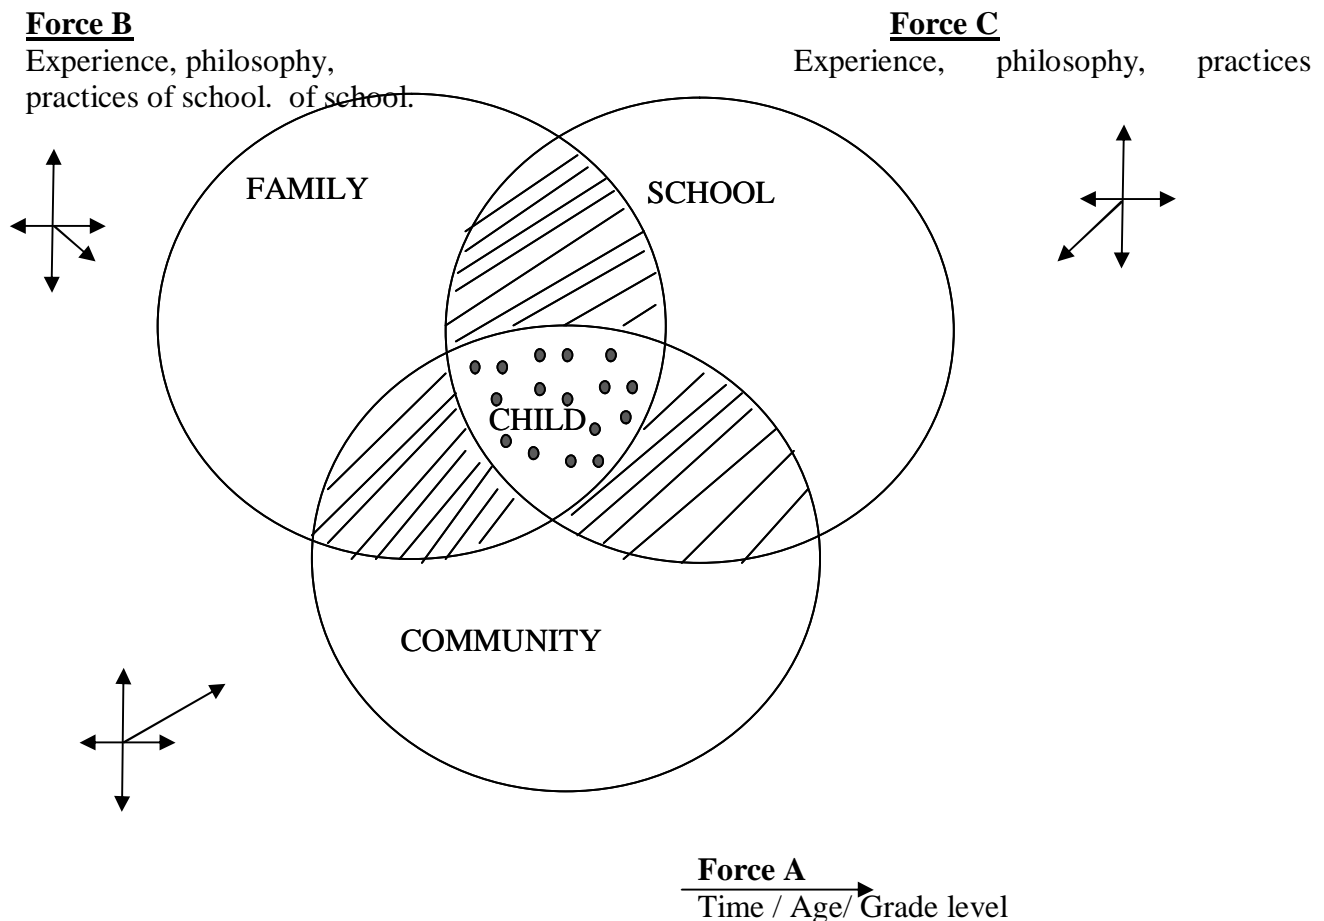 Force B
Experience, philosophy,
practices of school. of school.
Force C
Experience, philosophy, practices
FAMILY
SCHOOL
CHILD
COMMUNITY
Force A
Time / Age/ Grade level